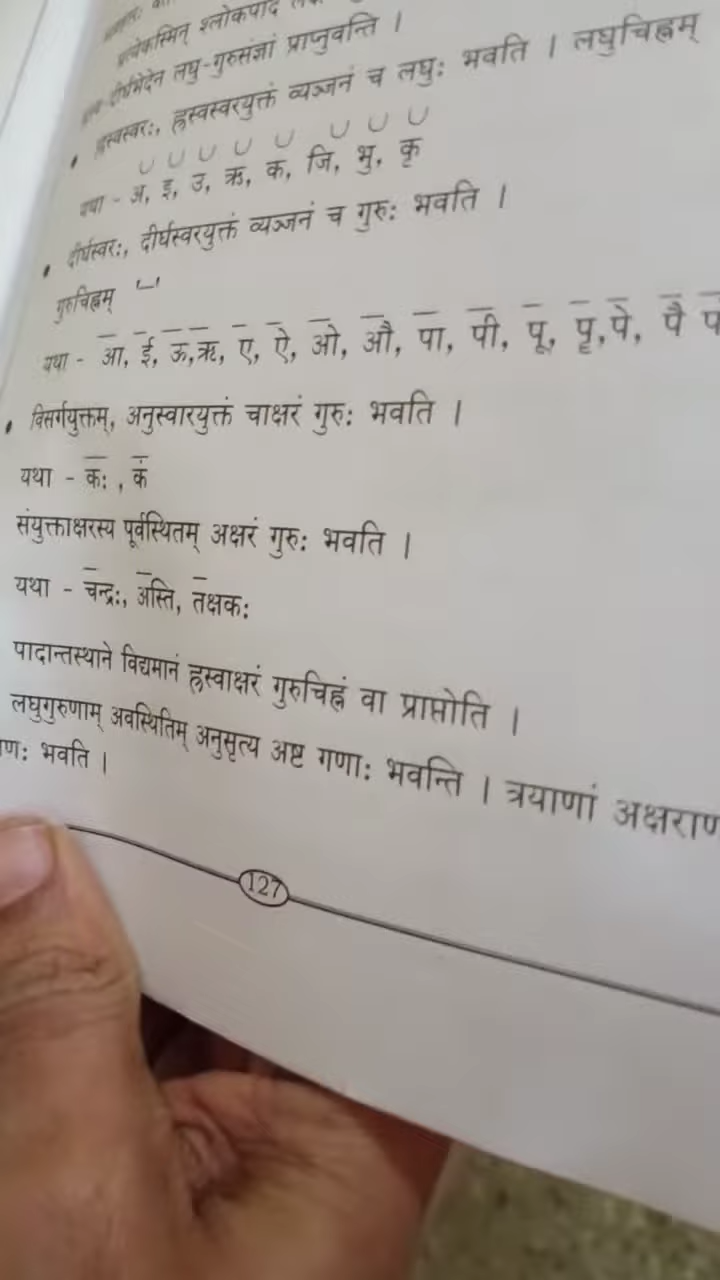 श्लोकपाद
दीर्घभेदेन लघु-गुरुसंज्ञां प्राप्नुवन्ति ।
• ह्रस्वस्वरः, ह्रस्वस्वरयुक्तं व्यञ्जनं च लघुः भवति । लघुचिह्नम्
यथा - अ, इ, उ, ऋ, क, जि, भु, कृ
• दीर्घस्वरः, दीर्घस्वरयुक्तं व्यञ्जनं च गुरुः भवति ।
गुरुचिह्नम्
यथा - आ, ई, ऊ,ॠ, ए, ऐ, ओ, औ, पा, पी, पू, पृ,पे, पै
• विसर्गयुक्तम्, अनुस्वारयुक्तं चाक्षरं गुरुः भवति ।
यथा - कः , कं
संयुक्ताक्षरस्य पूर्वस्थितम् अक्षरं गुरुः भवति ।
यथा - चन्द्रः, अस्ति, तक्षकः
पादान्तस्थाने विद्यमानं ह्रस्वाक्षरं गुरुचिह्नं वा प्राप्तोति ।
लघुगुरुणाम् अवस्थितिम् अनुसृत्य अष्ट गणाः भवन्ति । त्रयाणां अक्षराण
णः भवति ।
127